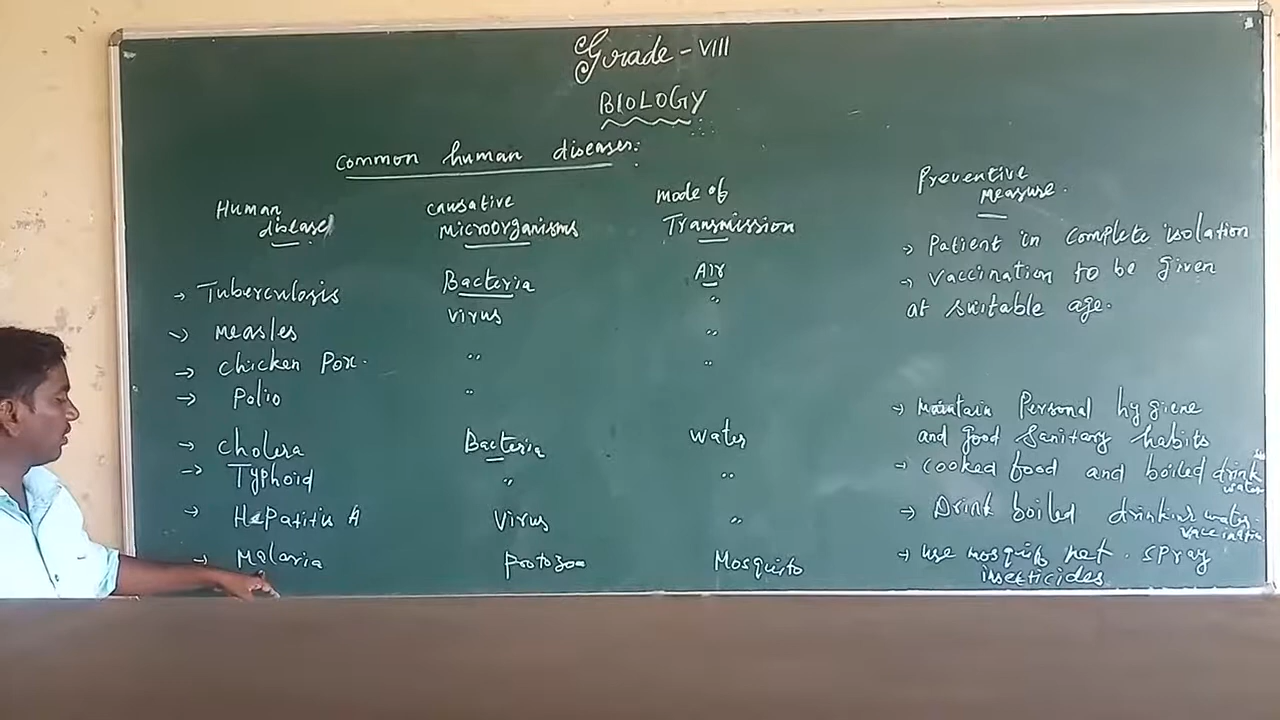 Grade - VIII
BIOLOGY
Common human diseases:
Human disease
Causative microorganisms
mode of Transmission
Preventive measure.
→ Tuberculosis
Bacteria
Air
→ Patient in complete isolation
→ Measles
virus
"
→ Vaccination to be given
→ Chicken Pox.
"
"
at suitable age.
→ Polio
"
"
→ Cholera
Bacteria
Water
→ Maintain Personal hygiene
and good Sanitary habits
→ Typhoid
"
"
→ cooked food and boiled drink water
→ Hepatitis A
Virus
"
→ Drink boiled drinking water.
vaccination
→ Malaria
Protozoa
Mosquito
→ use mosquito net. spray
insecticides